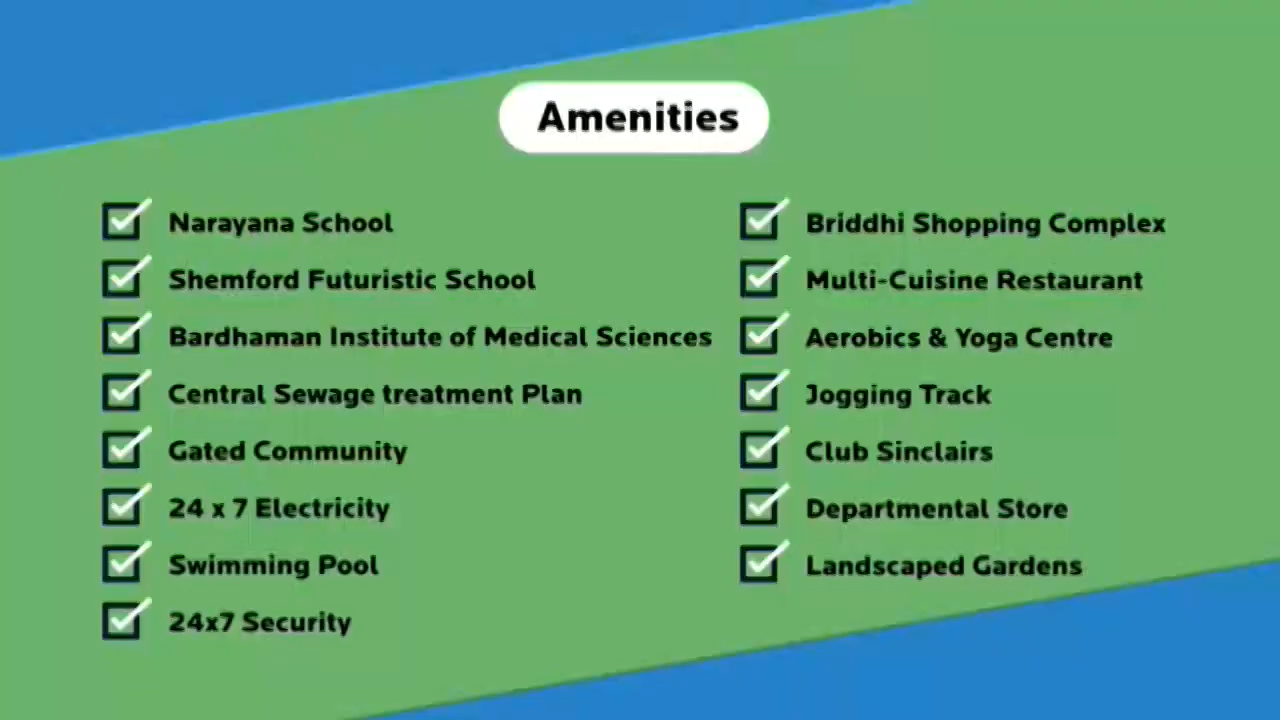 Amenities
Narayana School
Shemford Futuristic School
Bardhaman Institute of Medical Sciences
Central Sewage treatment Plan
Gated Community
24 x 7 Electricity
Swimming Pool
24x7 Security
Briddhi Shopping Complex
Multi-Cuisine Restaurant
Aerobics & Yoga Centre
Jogging Track
Club Sinclairs
Departmental Store
Landscaped Gardens